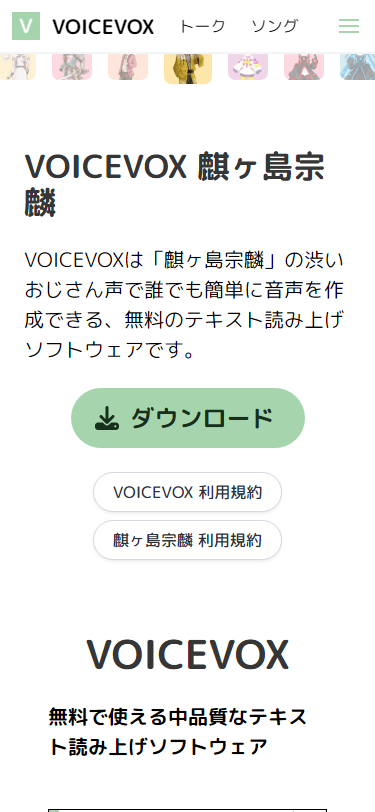 V VOICEVOX トーク ソング
VOICEVOX 麒ヶ島宗
麟
VOICEVOXは「麒ヶ島宗麟」の渋い
おじさん声で誰でも簡単に音声を作
成できる、無料のテキスト読み上げ
ソフトウェアです。
ダウンロード
VOICEVOX 利用規約
麒ヶ島宗麟 利用規約
VOICEVOX
無料で使える中品質なテキス
ト読み上げソフトウェア